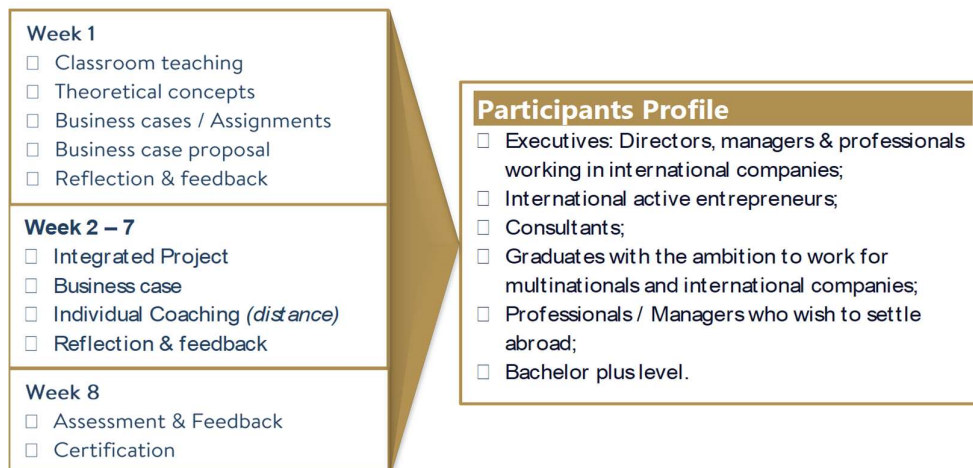 Week 1
□ Classroom teaching
□ Theoretical concepts
□ Business cases / Assignments
□ Business case proposal
□ Reflection & feedback
Week 2 – 7
□ Integrated Project
□ Business case
□ Individual Coaching (distance)
□ Reflection & feedback
Week 8
□ Assessment & Feedback
□ Certification
Participants Profile
□ Executives: Directors, managers & professionals
working in international companies;
□ International active entrepreneurs;
□ Consultants;
□ Graduates with the ambition to work for
multinationals and international companies;
□ Professionals / Managers who wish to settle
abroad;
□ Bachelor plus level.